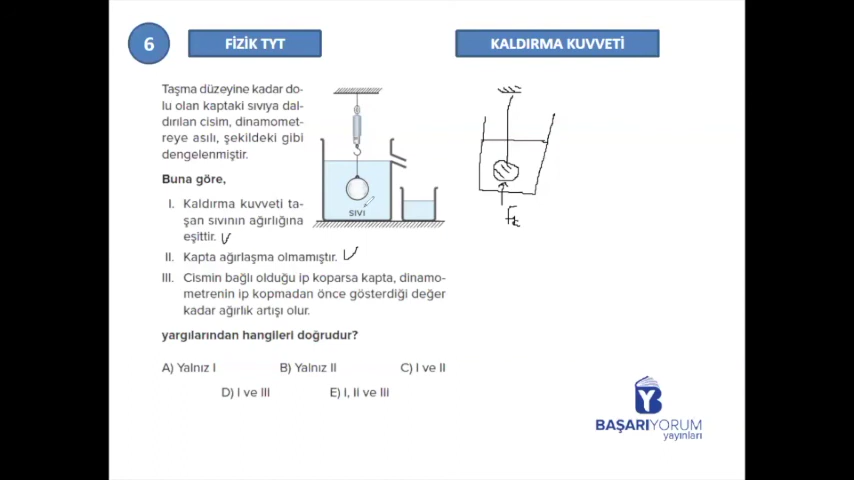 6
FİZİK TYT
KALDIRMA KUVVETİ
Taşma düzeyine kadar do-
lu olan kaptaki sıvıya dal-
dırılan cisim, dinamomet-
reye asılı, şekildeki gibi
dengelenmiştir.
Buna göre,
I. Kaldırma kuvveti ta-
şan sıvının ağırlığına
eşittir.
II. Kapta ağırlaşma olmamıştır.
III. Cismin bağlı olduğu ip koparsa kapta, dinamo-
metrenin ip kopmadan önce gösterdiği değer
kadar ağırlık artışı olur.
yargılarından hangileri doğrudur?
A) Yalnız I B) Yalnız II C) I ve II
D) I ve III E) I, II ve III
SIVI
Fk
BAŞARIYORUM
yayınları